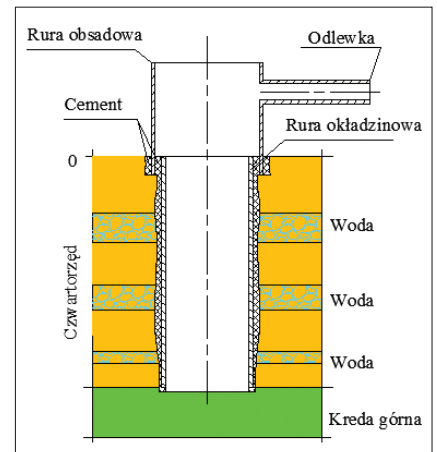 Rura obsadowa
Odlewka
Cement
Rura okładzinowa
0
Woda
Czwartorzęd
Woda
Woda
Kreda górna